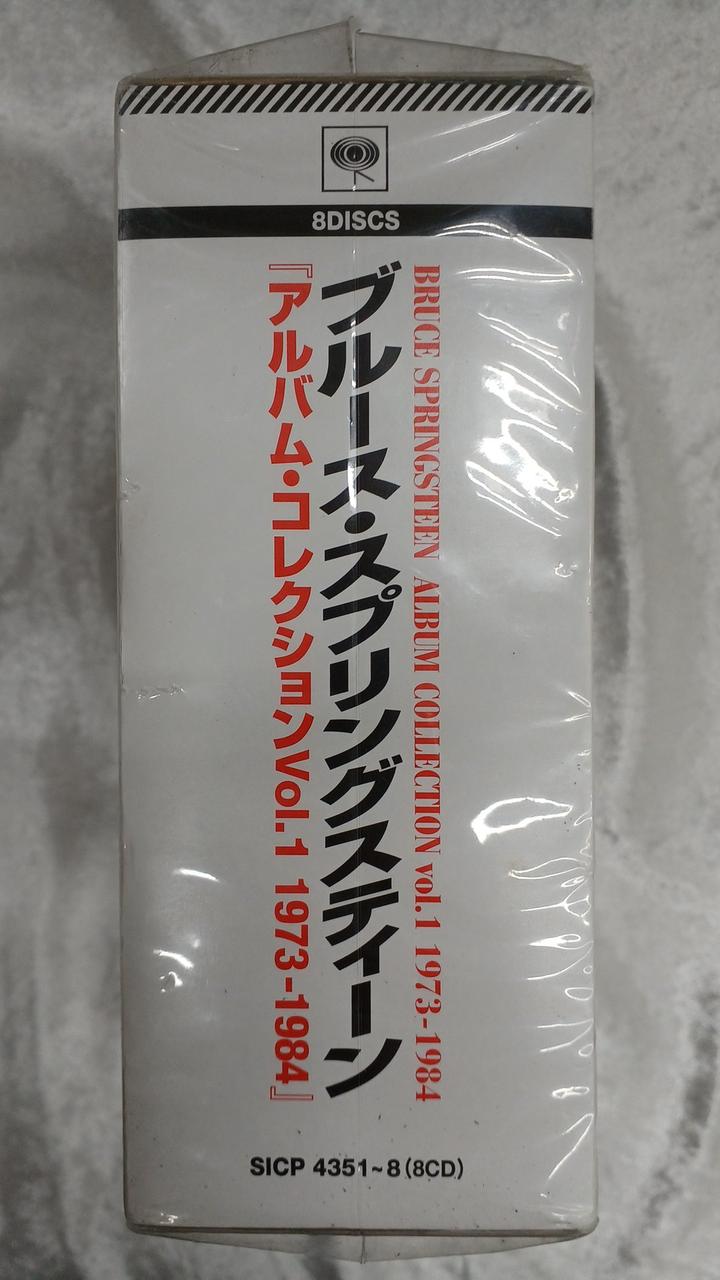 8DISCS
BRUCE SPRINGSTEEN ALBUM COLLECTION vol.1 1973-1984
ブルース・スプリングスティーン
『アルバム・コレクションVol.1 1973-1984』
SICP 4351~8(8CD)